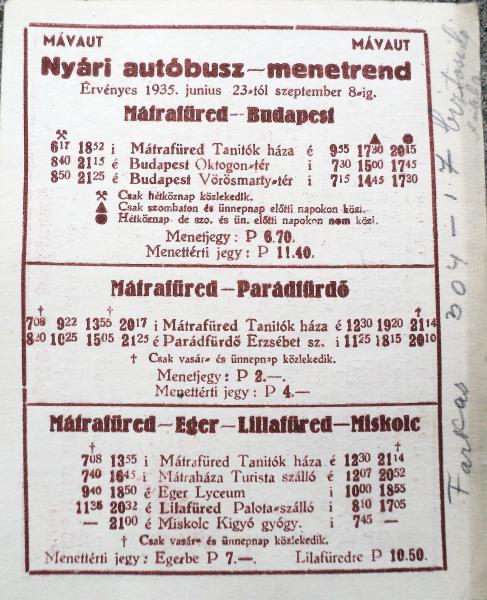 MÁVAUT MÁVAUT
Nyári autóbusz-menetrend
Érvényes 1935. junius 23-tól szeptember 8-ig.
Mátrafüred—Budapest
⚒ ▲ ●
6¹⁷ 18⁵² i Mátrafüred Tanitók háza é 9⁵⁵ 17³⁰ 20¹⁵
8⁴⁰ 21¹⁵ é Budapest Oktogon-tér i 7³⁰ 15⁰⁰ 17⁴⁵
8⁵⁰ 21²⁵ é Budapest Vörösmarty-tér i 7¹⁵ 14⁴⁵ 17³⁰
⚒ Csak hétköznap közlekedik.
▲ Csak szombaton és ünnepnap előtti napokon közl.
● Hétköznap- de szo. és ün. előtti napokon nem közl.
Menetjegy: P 6.70.
Menettérti jegy: P 11.40.
Mátrafüred—Parádfürdő
† † †
7⁰⁸ 9²² 13⁵⁵ 20¹⁷ i Mátrafüred Tanitók háza é 12³⁰ 19²⁰ 21¹⁴
8²⁰ 10²⁵ 15⁰⁵ 21²⁵ é Parádfürdő Erzsébet sz. i 11²⁵ 18¹⁵ 20¹⁰
† Csak vasár- és ünnepnap közlekedik.
Menetjegy: P 2.—.
Menettérti jegy: P 4.—
Mátrafüred—Eger—Lillafüred—Miskolc
† †
7⁰⁸ 13⁵⁵ i Mátrafüred Tanitók háza é 12³⁰ 21¹⁴
7⁴⁰ 16⁴⁵ i Mátraháza Turista szálló é 12⁰⁷ 20⁵²
9⁴⁰ 18⁵⁰ é Eger Lyceum i 10⁰⁰ 18⁵⁵
11³⁵ 20³² é Lilafüred Palota-szálló i 8¹⁰ 17⁰⁵
— 21⁰⁰ é Miskolc Kigyó gyógy. i 7⁴⁵ —
† Csak vasár- és ünnepnap közlekedik.
Menettérti jegy: Egerbe P 7.—. Lilafüredre P 10.50.
Farkas 004-17